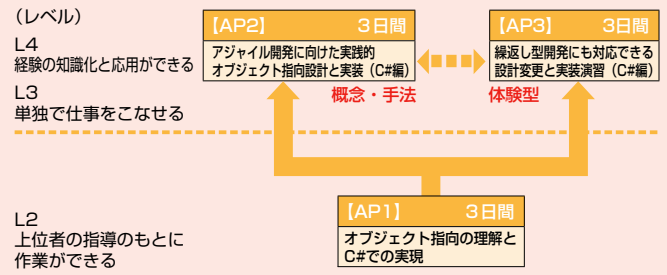 （レベル）
L4
経験の知識化と応用ができる
L3
単独で仕事をこなせる
【AP2】 3日間
アジャイル開発に向けた実践的
オブジェクト指向設計と実装（C#編）
概念・手法
【AP3】 3日間
繰返し型開発にも対応できる
設計変更と実装演習（C#編）
体験型
L2
上位者の指導のもとに
作業ができる
【AP1】 3日間
オブジェクト指向の理解と
C#での実現